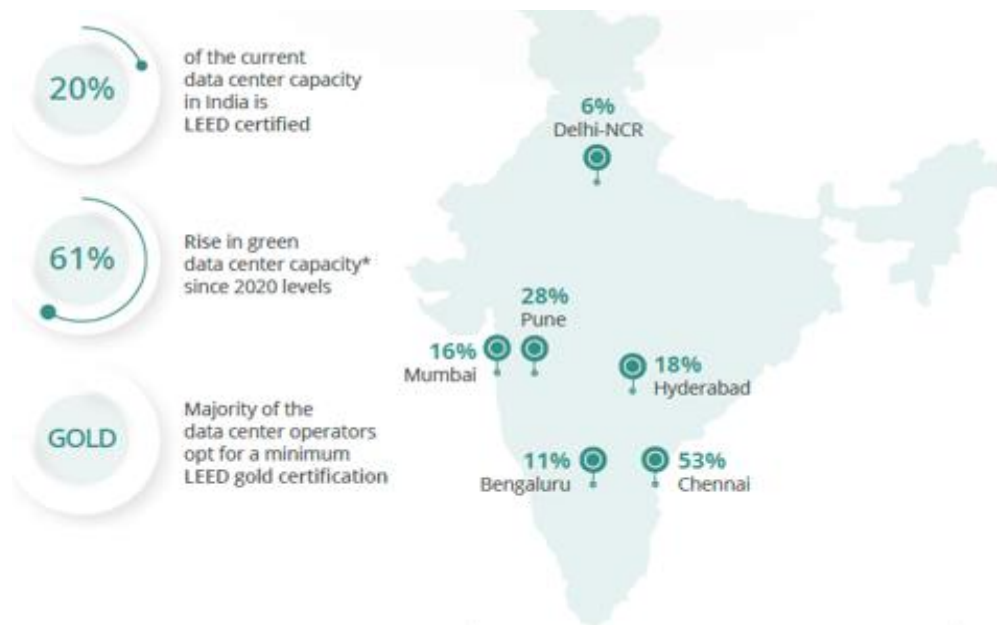 20%
of the current
data center capacity
in India is
LEED certified
61%
Rise in green
data center capacity*
since 2020 levels
GOLD
Majority of the
data center operators
opt for a minimum
LEED gold certification
6%
Delhi-NCR
28%
Pune
16%
Mumbai
18%
Hyderabad
11%
Bengaluru
53%
Chennai